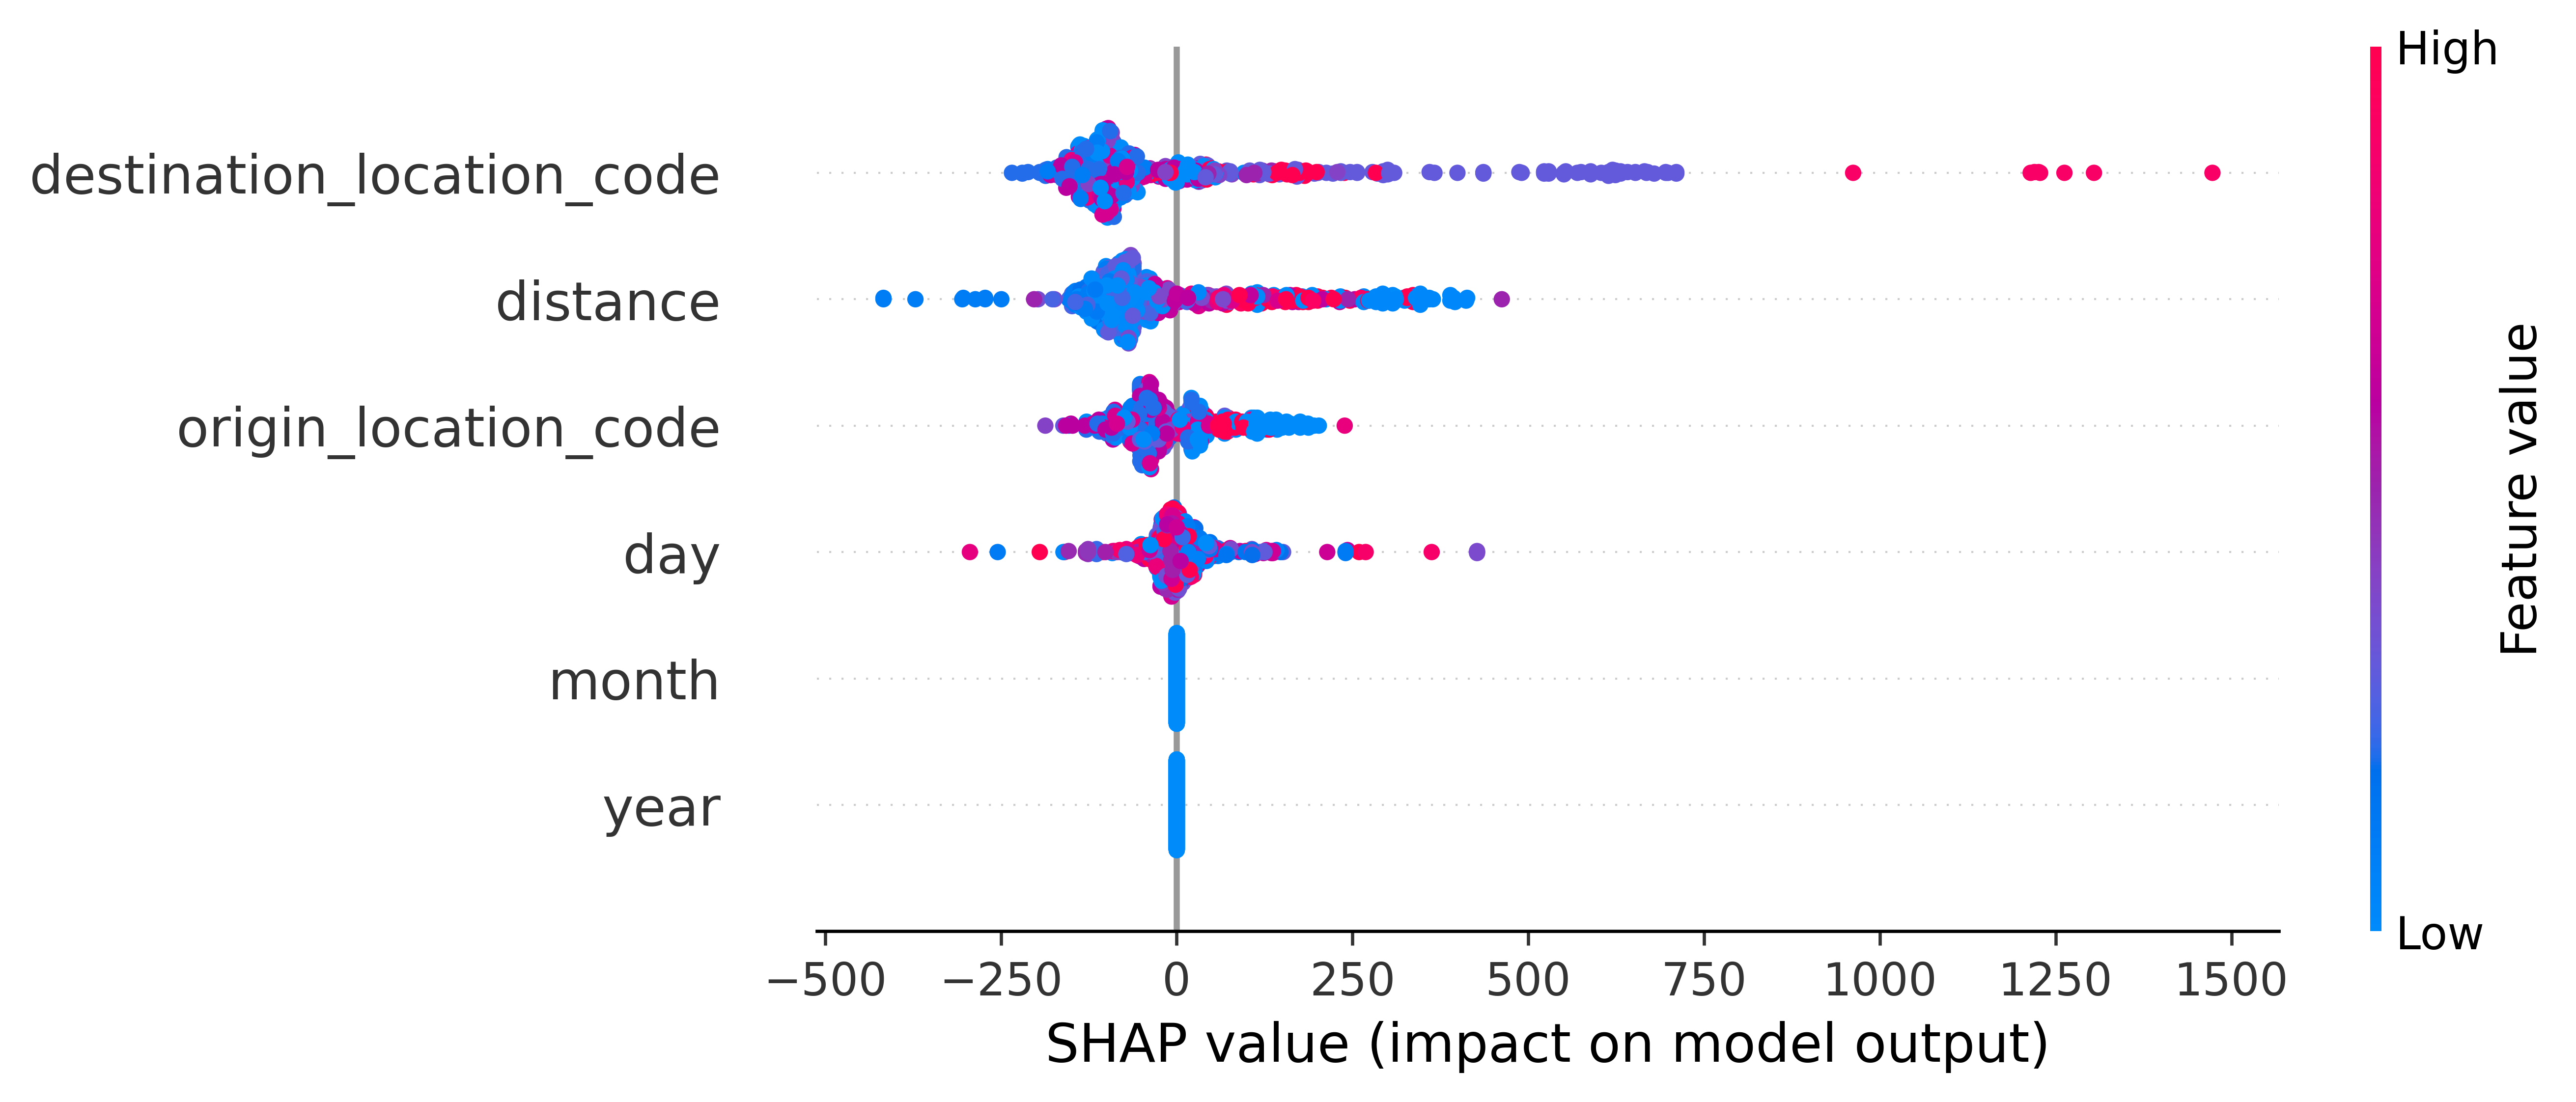 High
destination_location_code
distance
origin_location_code
day
month
year
Feature value
Low
−500 −250 0 250 500 750 1000 1250 1500
SHAP value (impact on model output)